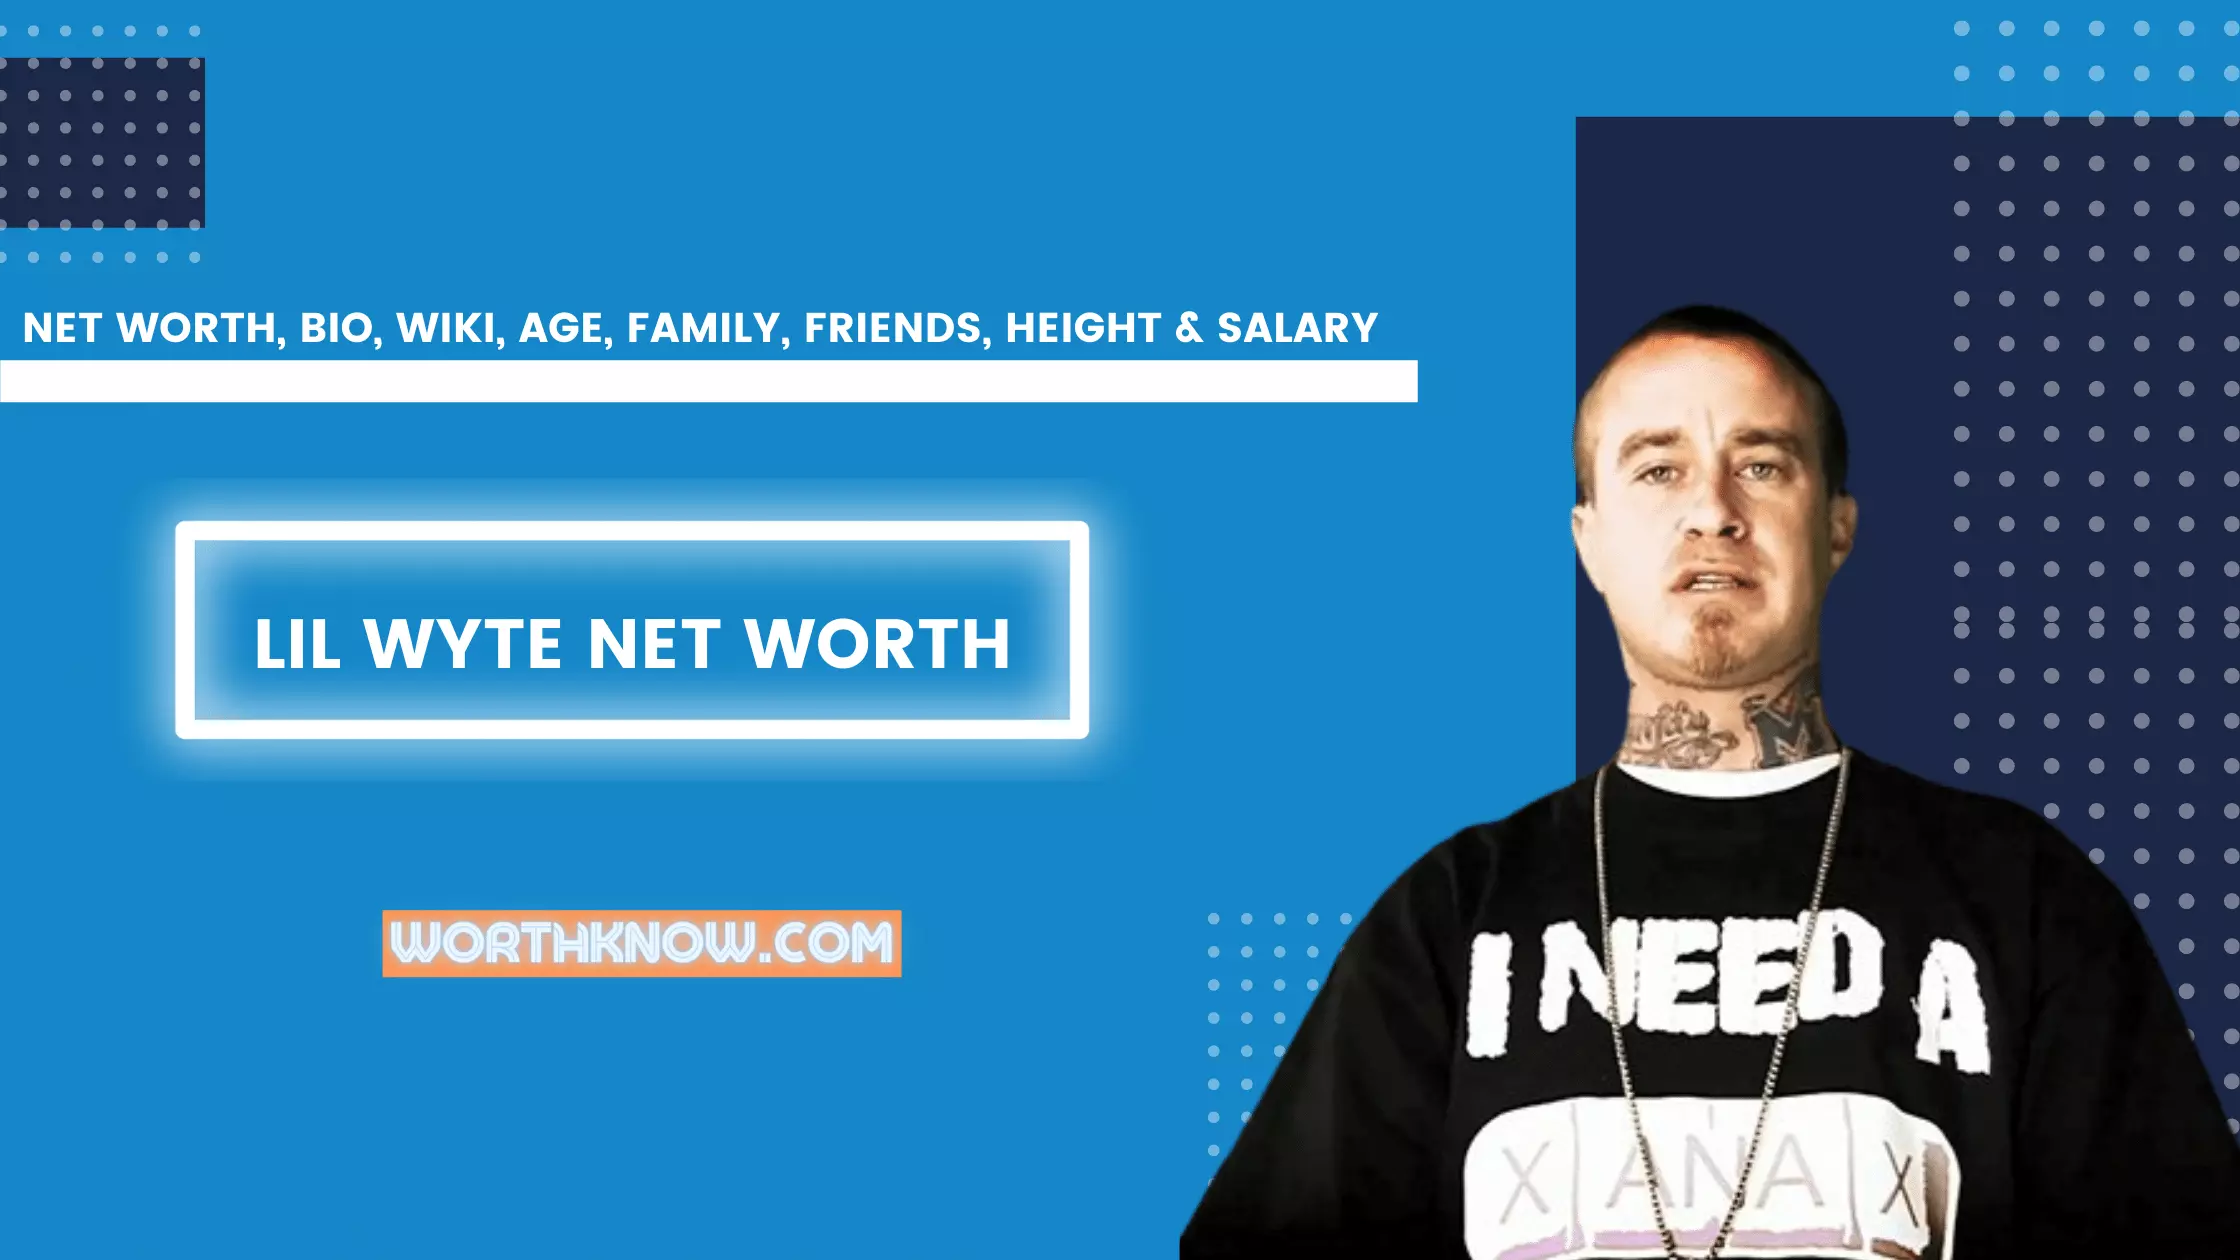 NET WORTH, BIO, WIKI, AGE, FAMILY, FRIENDS, HEIGHT & SALARY
LIL WYTE NET WORTH
WORTHKNOW.COM
I NEED A
XANAX